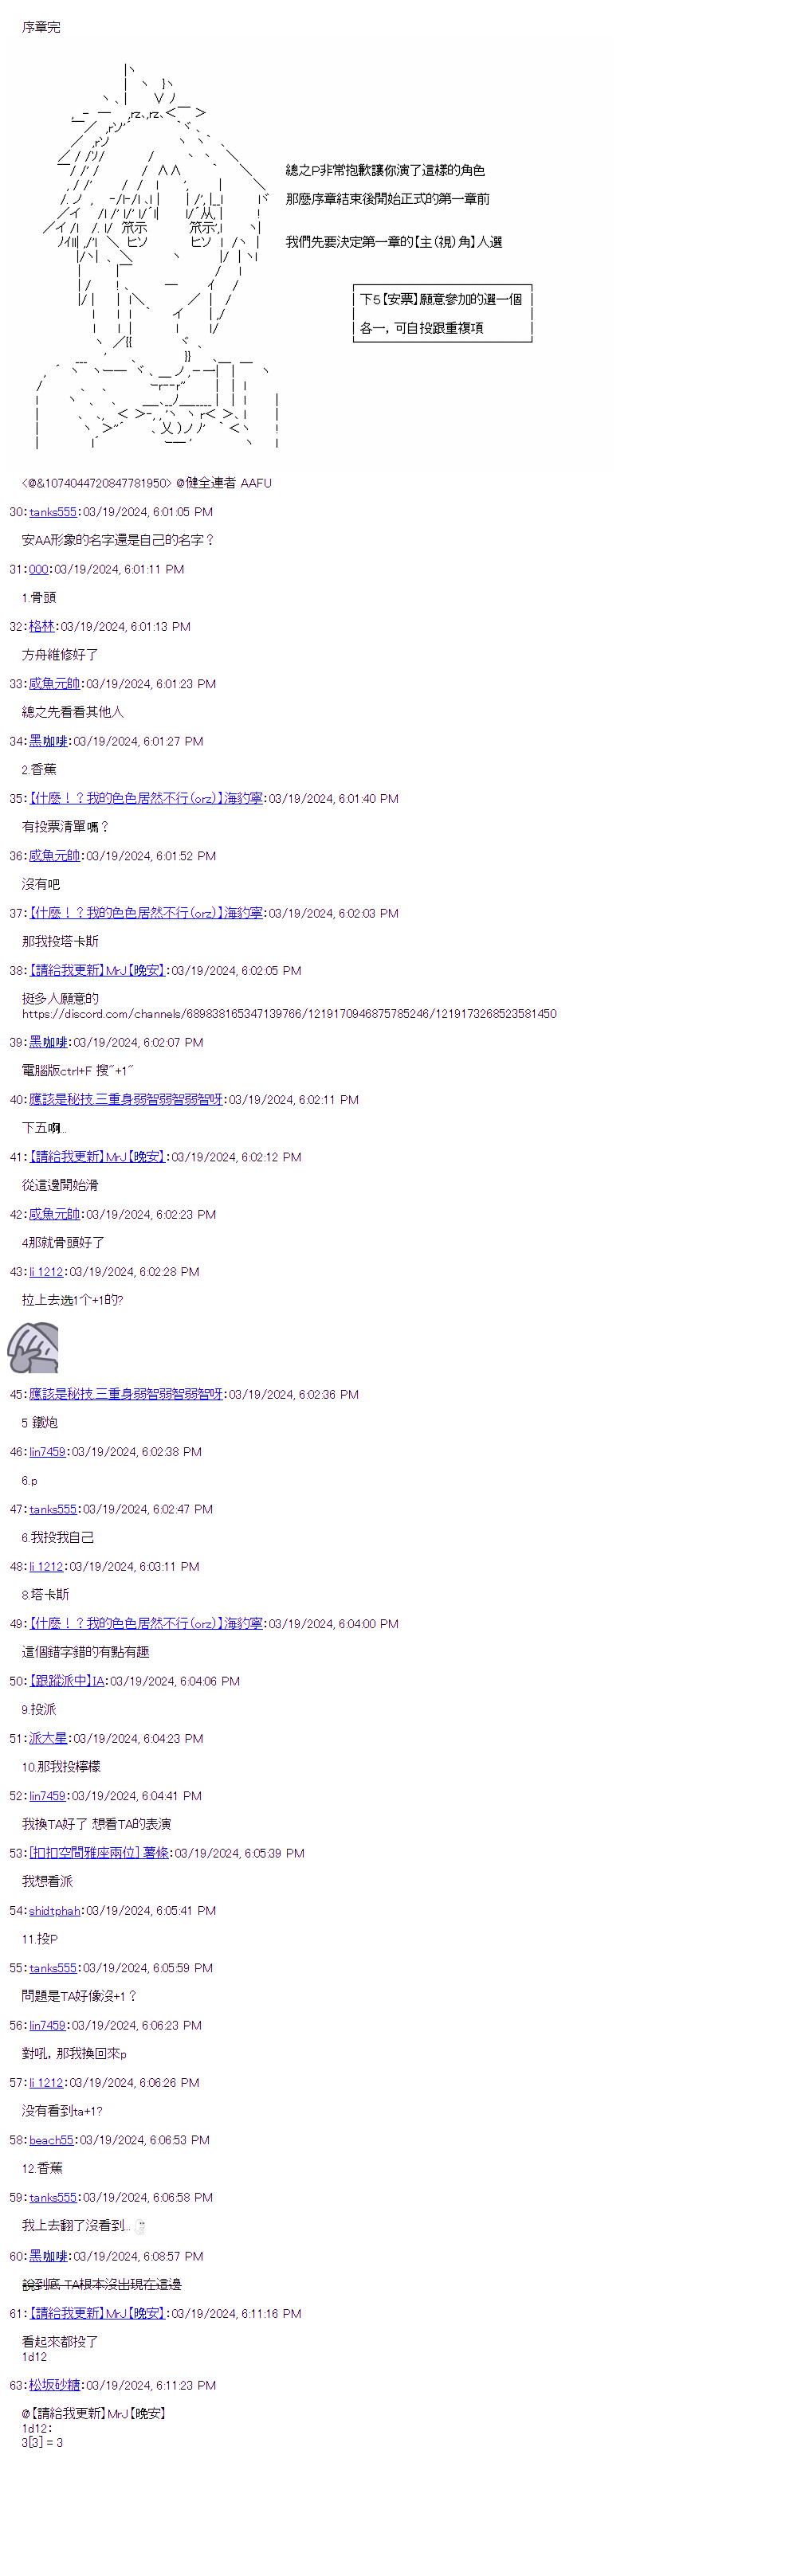 序章完
總之P非常抱歉讓你演了這樣的角色
那麼序章結束後開始正式的第一章前
我們先要決定第一章的【主(視)角】人選
下5【安票】願意參加的選一個
各一，可自投跟重複項
<@&1074044720847781950> @健全連者 AAFU
30:tanks555:03/19/2024, 6:01:05 PM
安AA形象的名字還是自己的名字？
31:000:03/19/2024, 6:01:11 PM
1.骨頭
32:格林:03/19/2024, 6:01:13 PM
方舟維修好了
33:咸魚元帥:03/19/2024, 6:01:23 PM
總之先看看其他人
34:黑咖啡:03/19/2024, 6:01:27 PM
2.香蕉
35:【什麼！？我的色色居然不行(orz)】海豹寧:03/19/2024, 6:01:40 PM
有投票清單嗎？
36:咸魚元帥:03/19/2024, 6:01:52 PM
沒有吧
37:【什麼！？我的色色居然不行(orz)】海豹寧:03/19/2024, 6:02:03 PM
那我投塔卡斯
38:【請給我更新】MrJ【晚安】:03/19/2024, 6:02:05 PM
挺多人願意的
https://discord.com/channels/689838165347139766/1219170946875785246/1219173268523581450
39:黑咖啡:03/19/2024, 6:02:07 PM
電腦版ctrl+F 搜"+1"
40:應該是秘技.三重身弱智弱智弱智呀:03/19/2024, 6:02:11 PM
下五啊...
41:【請給我更新】MrJ【晚安】:03/19/2024, 6:02:12 PM
從這邊開始滑
42:咸魚元帥:03/19/2024, 6:02:23 PM
4那就骨頭好了
43:li_1212:03/19/2024, 6:02:28 PM
拉上去选1个+1的?
45:應該是秘技.三重身弱智弱智弱智呀:03/19/2024, 6:02:36 PM
5 鐵炮
46:lin7459:03/19/2024, 6:02:38 PM
6.p
47:tanks555:03/19/2024, 6:02:47 PM
6.我投我自己
48:li_1212:03/19/2024, 6:03:11 PM
8.塔卡斯
49:【什麼！？我的色色居然不行(orz)】海豹寧:03/19/2024, 6:04:00 PM
這個錯字錯的有點有趣
50:【跟蹤派中】IA:03/19/2024, 6:04:06 PM
9.投派
51:派大星:03/19/2024, 6:04:23 PM
10.那我投檸檬
52:lin7459:03/19/2024, 6:04:41 PM
我換TA好了 想看TA的表演
53:[扣扣空間雅座兩位] 薯條:03/19/2024, 6:05:39 PM
我想看派
54:shidtphah:03/19/2024, 6:05:41 PM
11.投P
55:tanks555:03/19/2024, 6:05:59 PM
問題是TA好像沒+1？
56:lin7459:03/19/2024, 6:06:23 PM
對吼，那我換回來p
57:li_1212:03/19/2024, 6:06:26 PM
没有看到ta+1?
58:beach55:03/19/2024, 6:06:53 PM
12.香蕉
59:tanks555:03/19/2024, 6:06:58 PM
我上去翻了沒看到...
60:黑咖啡:03/19/2024, 6:08:57 PM
說到底 TA根本沒出現在這邊
61:【請給我更新】MrJ【晚安】:03/19/2024, 6:11:16 PM
看起來都投了
1d12
63:松坂砂糖:03/19/2024, 6:11:23 PM
@【請給我更新】MrJ【晚安】
1d12:
3[3] = 3